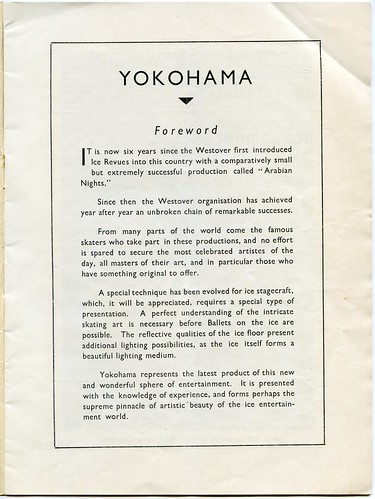 YOKOHAMA
Foreword
IT is now six years since the Westover first introduced
Ice Revues into this country with a comparatively small
but extremely successful production called "Arabian
Nights."
Since then the Westover organisation has achieved
year after year an unbroken chain of remarkable successes.
From many parts of the world come the famous
skaters who take part in these productions, and no effort
is spared to secure the most celebrated artistes of the
day, all masters of their art, and in particular those who
have something original to offer.
A special technique has been evolved for ice stagecraft,
which, it will be appreciated, requires a special type of
presentation. A perfect understanding of the intricate
skating art is necessary before Ballets on the ice are
possible. The reflective qualities of the ice floor present
additional lighting possibilities, as the ice itself forms a
beautiful lighting medium.
Yokohama represents the latest product of this new
and wonderful sphere of entertainment. It is presented
with the knowledge of experience, and forms perhaps the
supreme pinnacle of artistic beauty of the ice entertain-
ment world.